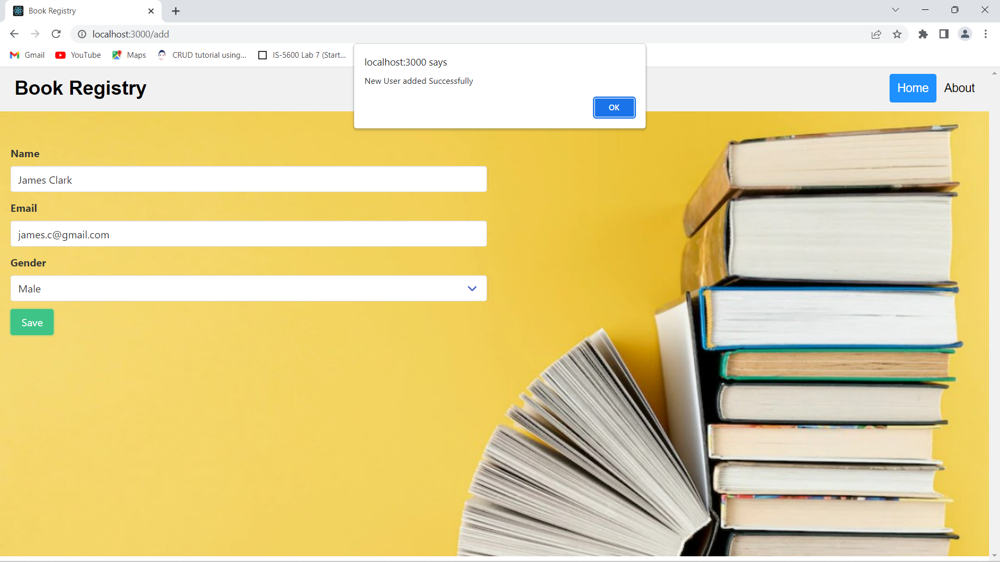 Book Registry
localhost:3000/add
Gmail YouTube Maps CRUD tutorial using... IS-5600 Lab 7 (Start...
localhost:3000 says
New User added Successfully
OK
Book Registry
Home About
Name
James Clark
Email
james.c@gmail.com
Gender
Male
Save